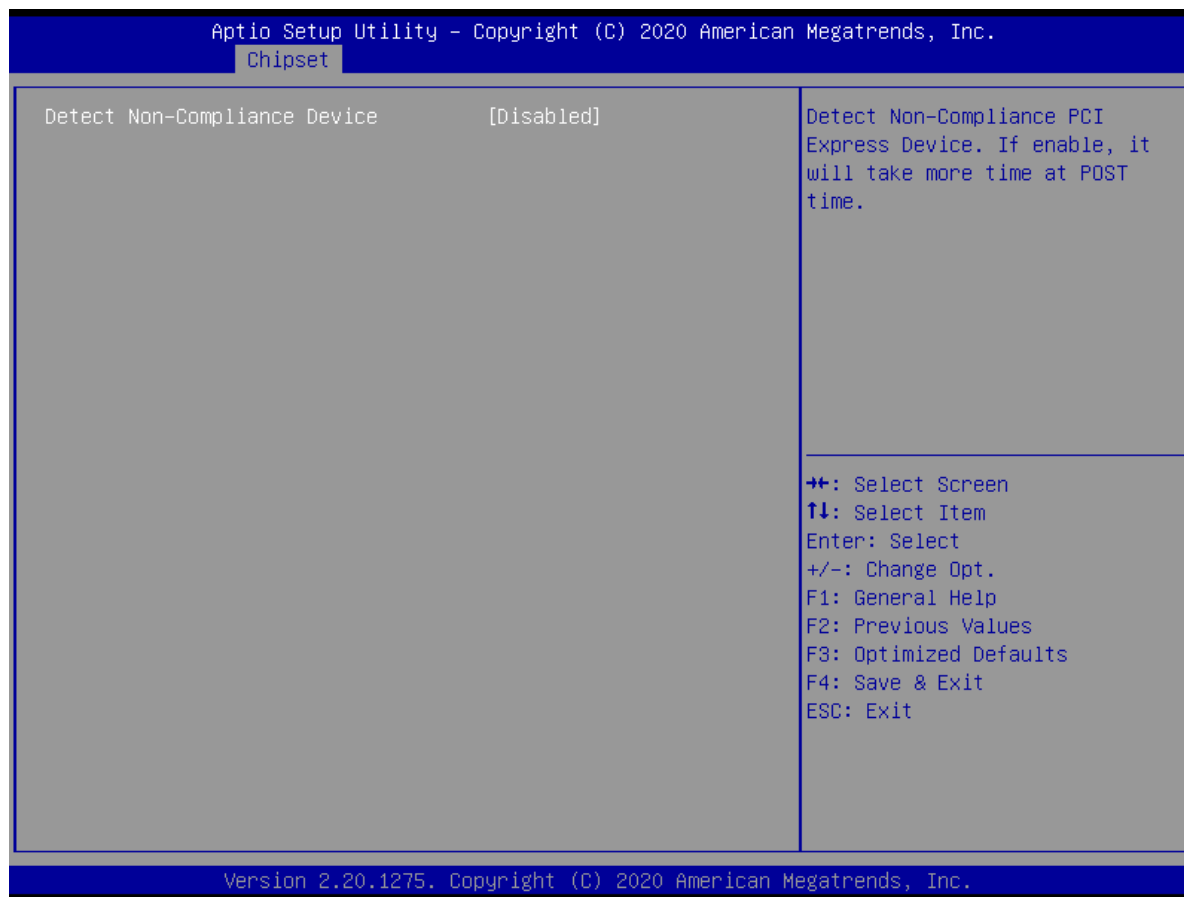 Aptio Setup Utility – Copyright (C) 2020 American Megatrends, Inc.
Chipset
Detect Non-Compliance Device [Disabled]
Detect Non-Compliance PCI
Express Device. If enable, it
will take more time at POST
time.
→←: Select Screen
↑↓: Select Item
Enter: Select
+/-: Change Opt.
F1: General Help
F2: Previous Values
F3: Optimized Defaults
F4: Save & Exit
ESC: Exit
Version 2.20.1275. Copyright (C) 2020 American Megatrends, Inc.